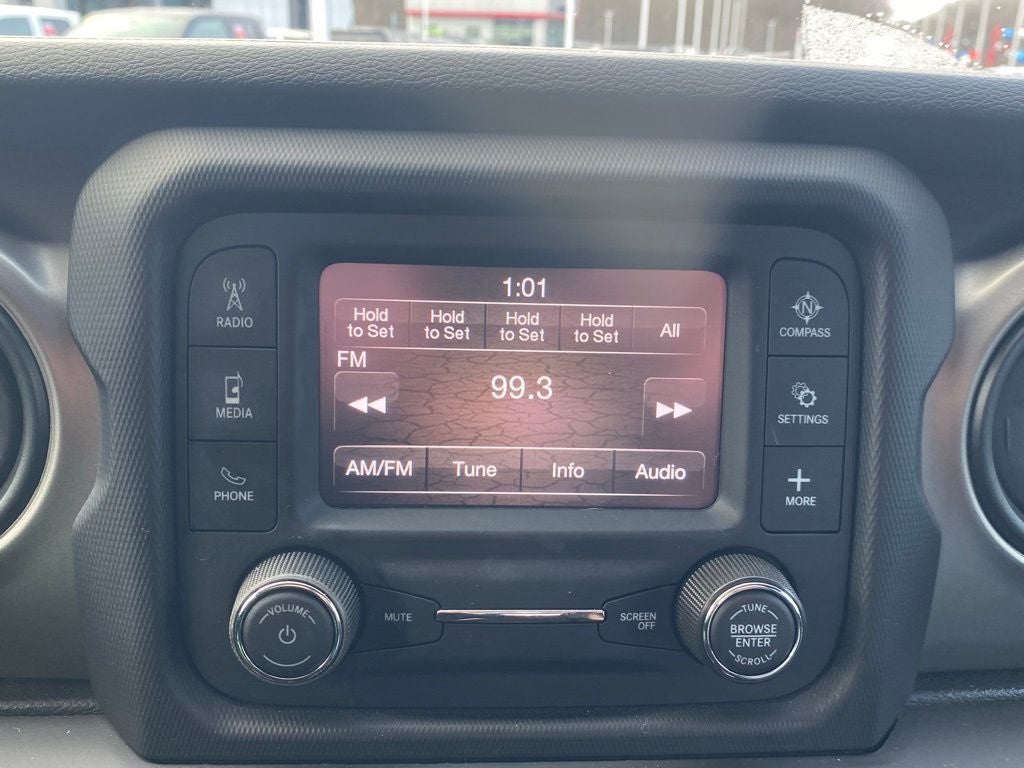 1:01
Hold to Set
Hold to Set
Hold to Set
Hold to Set
All
FM
99.3
AM/FM
Tune
Info
Audio
RADIO
MEDIA
PHONE
N
COMPASS
SETTINGS
MORE
VOLUME
MUTE
SCREEN
OFF
TUNE
BROWSE
ENTER
SCROLL